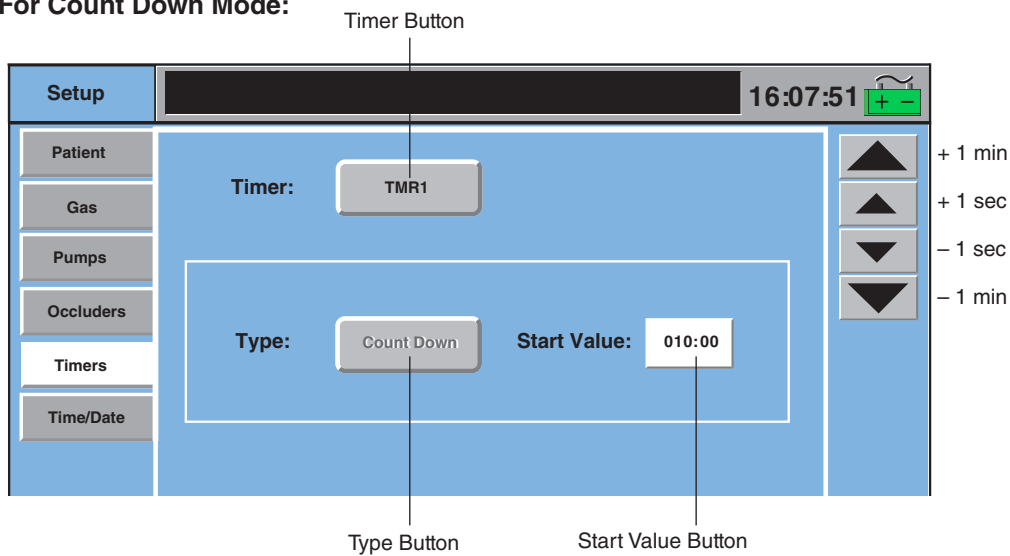 For Count Down Mode:
Timer Button
Setup
16:07:51
+ −
Patient
Gas
Pumps
Occluders
Timers
Time/Date
Timer:
TMR1
Type:
Count Down
Start Value:
010:00
+ 1 min
+ 1 sec
– 1 sec
– 1 min
Type Button
Start Value Button